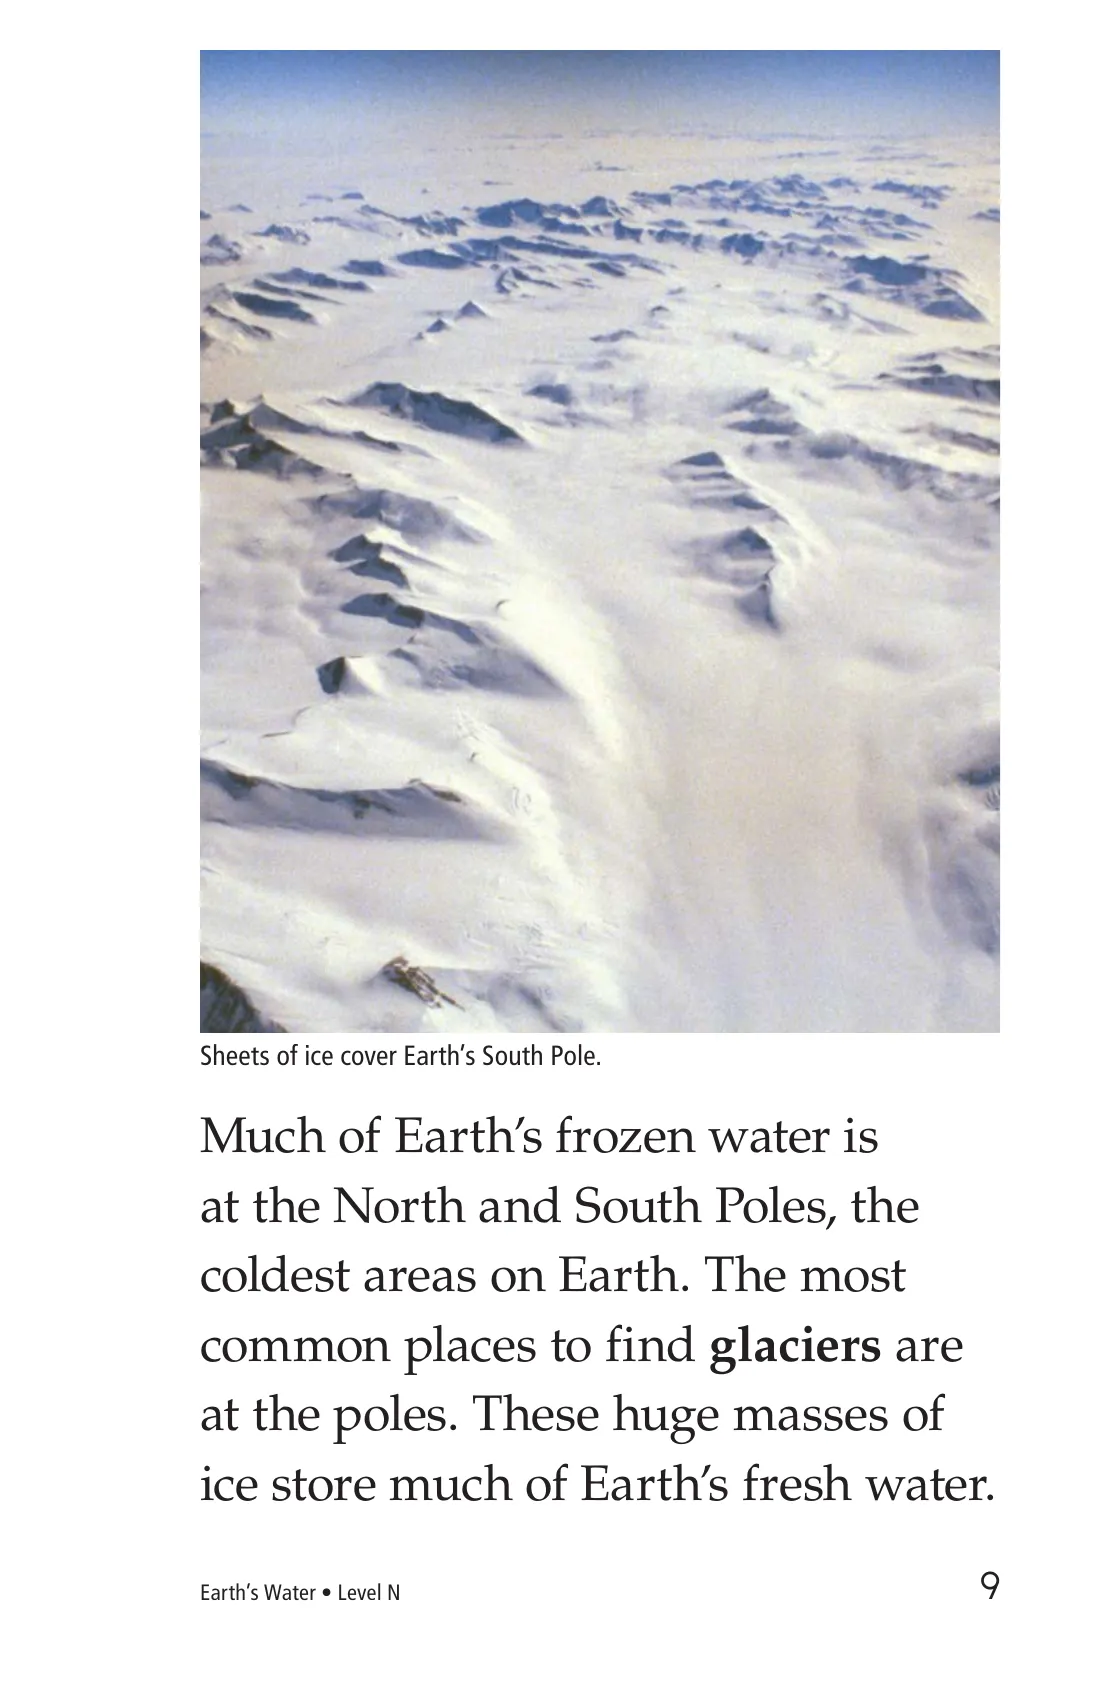 Sheets of ice cover Earth’s South Pole.
Much of Earth’s frozen water is
at the North and South Poles, the
coldest areas on Earth. The most
common places to find glaciers are
at the poles. These huge masses of
ice store much of Earth’s fresh water.
Earth’s Water • Level N
9